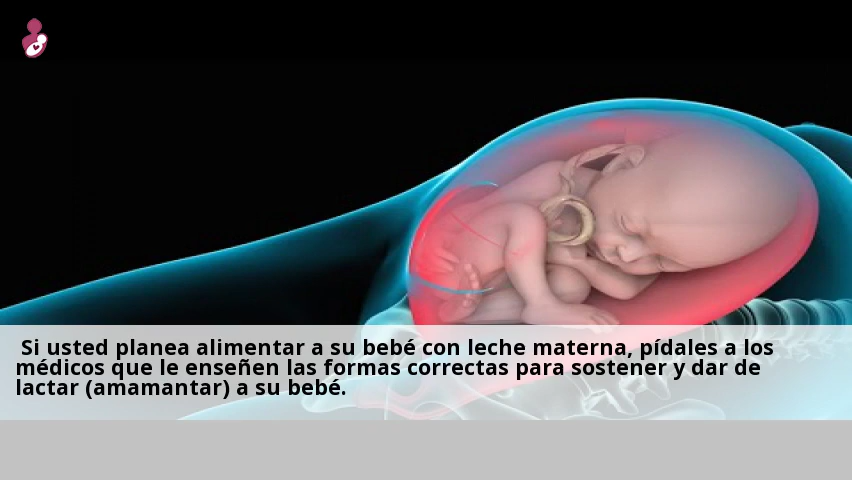 Si usted planea alimentar a su bebé con leche materna, pídales a los
médicos que le enseñen las formas correctas para sostener y dar de
lactar (amamantar) a su bebé.